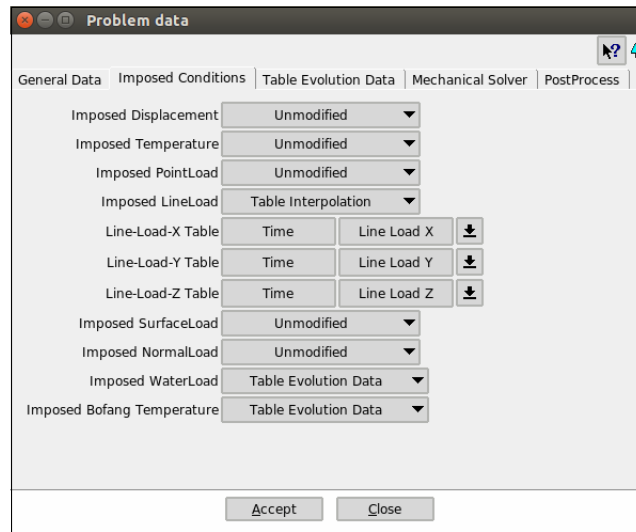 Problem data
General Data Imposed Conditions Table Evolution Data Mechanical Solver PostProcess
Imposed Displacement Unmodified
Imposed Temperature Unmodified
Imposed PointLoad Unmodified
Imposed LineLoad Table Interpolation
Line-Load-X Table Time Line Load X
Line-Load-Y Table Time Line Load Y
Line-Load-Z Table Time Line Load Z
Imposed SurfaceLoad Unmodified
Imposed NormalLoad Unmodified
Imposed WaterLoad Table Evolution Data
Imposed Bofang Temperature Table Evolution Data
Accept Close